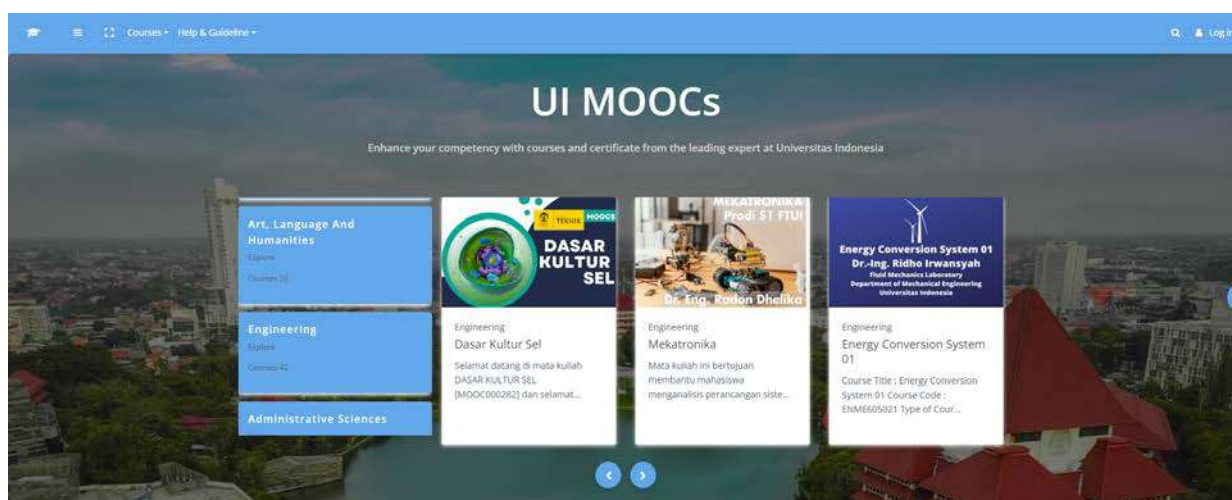 Courses
Help & Guideline
Log in
UI MOOCs
Enhance your competency with courses and certificate from the leading expert at Universitas Indonesia
Art, Language And
Humanities
Explore
Courses 28
Engineering
Explore
Courses 42
Administrative Sciences
TEKNIK MOOCS
DASAR
KULTUR
SEL
Engineering
Dasar Kultur Sel
Selamat datang di mata kuliah
DASAR KULTUR SEL
[MOOC000282] dan selamat...
MEKATRONIKA
Prodi S1 FTUI
Dr. Eng. Radon Dhelika
Engineering
Mekatronika
Mata kuliah ini bertujuan
membantu mahasiswa
menganalisis perancangan siste...
Energy Conversion System 01
Dr.-Ing. Ridho Irwansyah
Fluid Mechanics Laboratory
Department of Mechanical Engineering
Universitas Indonesia
Engineering
Energy Conversion System
01
Course Title : Energy Conversion
System 01 Course Code :
ENME605021 Type of Cour...